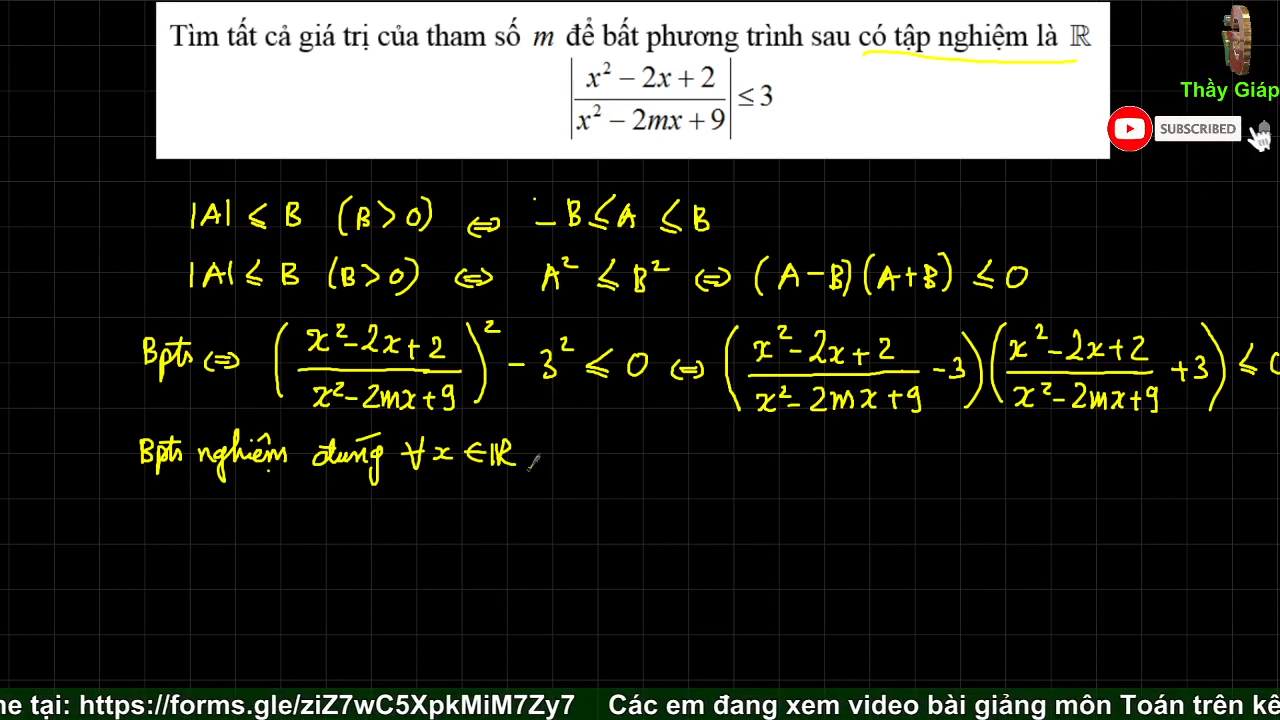 Tìm tất cả giá trị của tham số m để bất phương trình sau có tập nghiệm là ℝ
|(x² − 2x + 2)/(x² − 2mx + 9)| ≤ 3
Thầy Giáp
SUBSCRIBED
|A| ≤ B (B > 0) ⇔ −B ≤ A ≤ B
|A| ≤ B (B > 0) ⇔ A² ≤ B² ⇔ (A−B)(A+B) ≤ 0
Bpts ⇔ ((x²−2x+2)/(x²−2mx+9))² − 3² ≤ 0 ⇔ ((x²−2x+2)/(x²−2mx+9) − 3)((x²−2x+2)/(x²−2mx+9) + 3) ≤ 0
Bpts nghiệm đúng ∀x ∈ ℝ
ne tại: https://forms.gle/ziZ7wC5XpkMiM7Zy7 Các em đang xem video bài giảng môn Toán trên kê